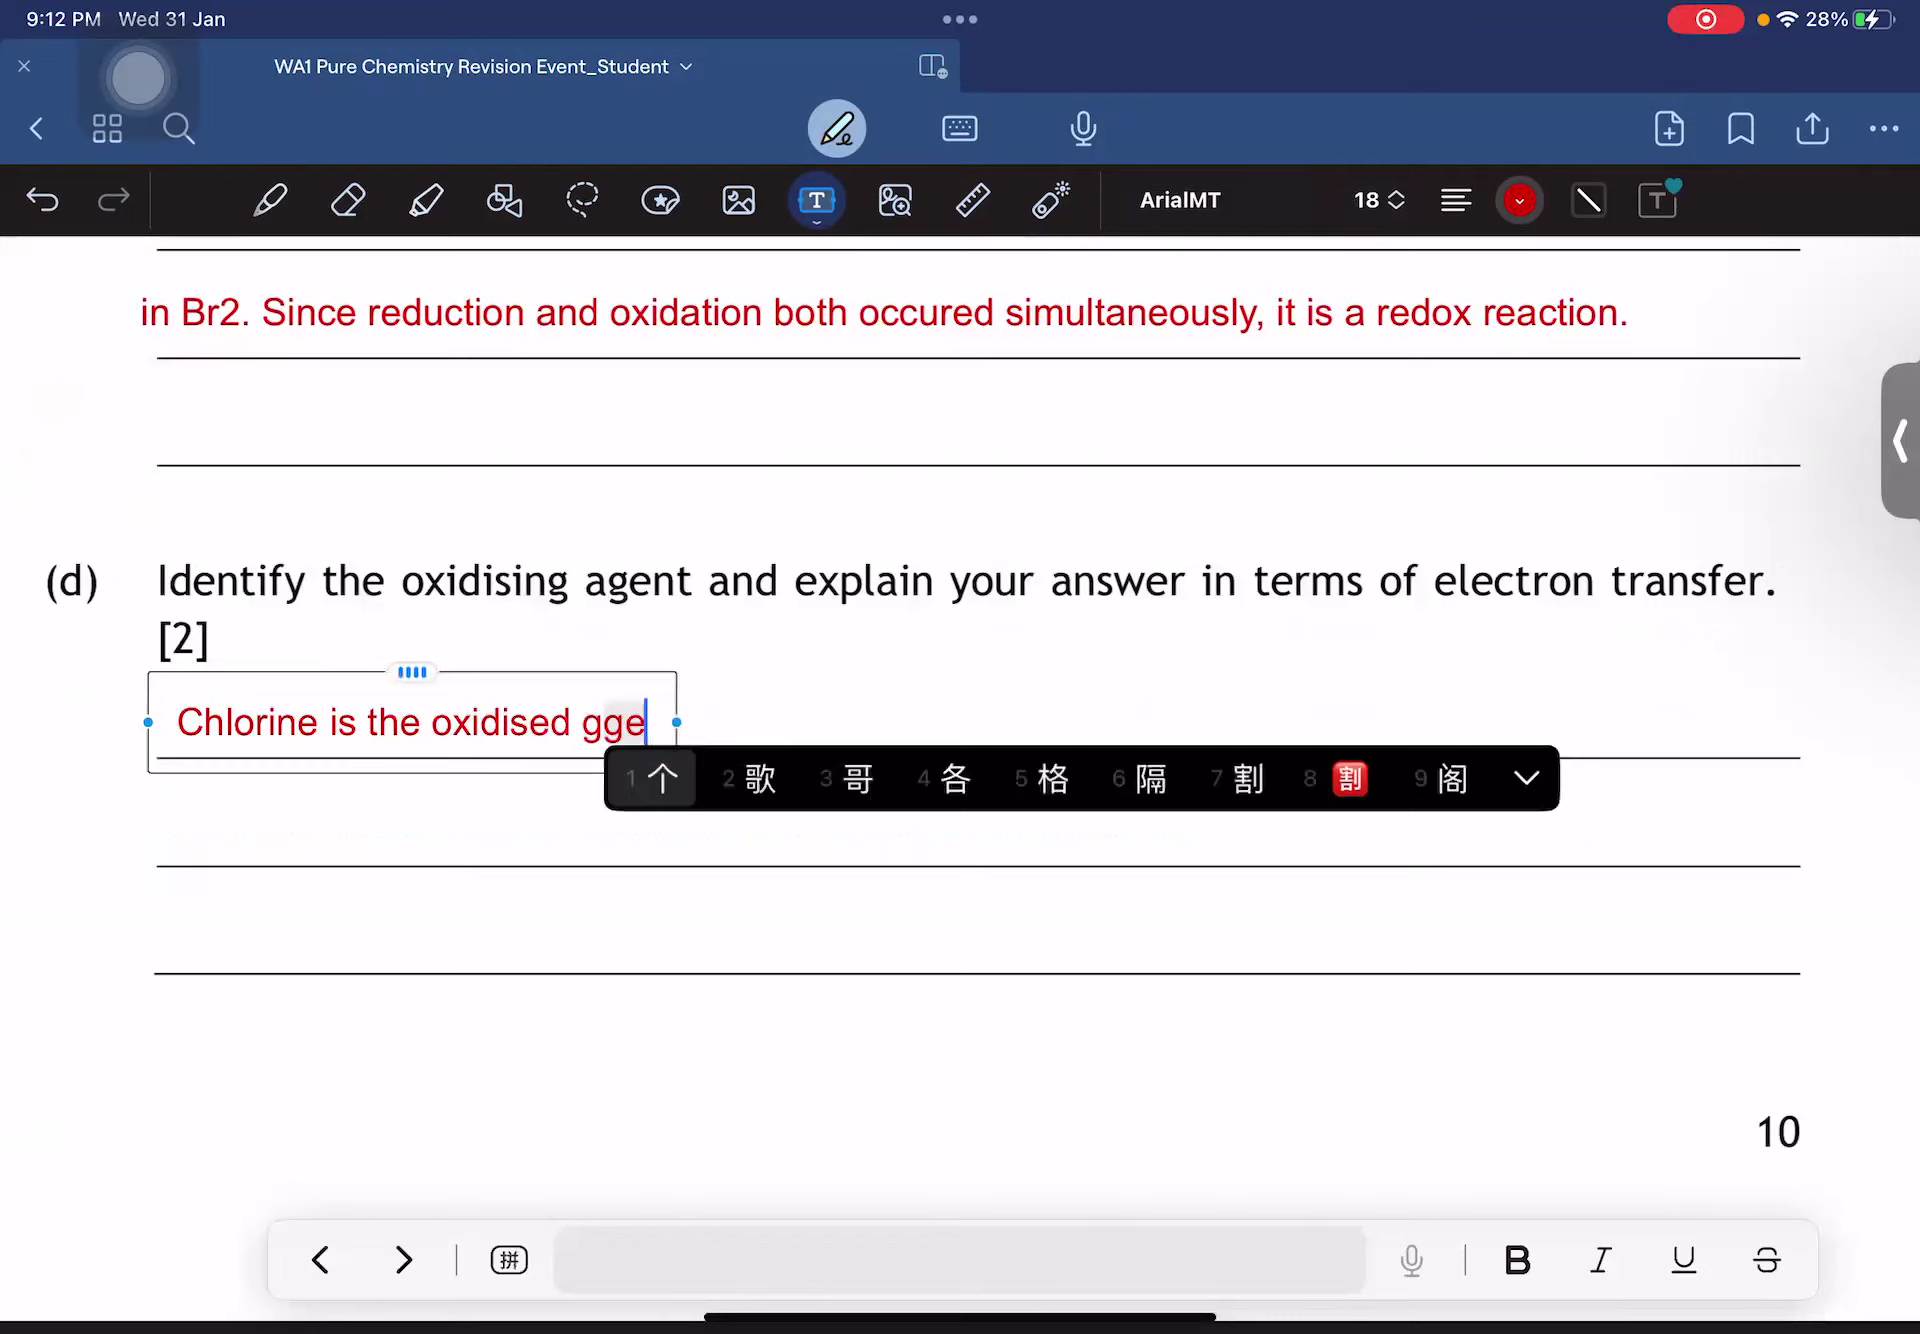 9:12 PM Wed 31 Jan
28%
WA1 Pure Chemistry Revision Event_Student
ArialMT
18
in Br2. Since reduction and oxidation both occured simultaneously, it is a redox reaction.
(d) Identify the oxidising agent and explain your answer in terms of electron transfer.
[2]
Chlorine is the oxidised gge
1 个 2 歌 3 哥 4 各 5 格 6 隔 7 割 8 割 9 阁
10
拼
B I U S